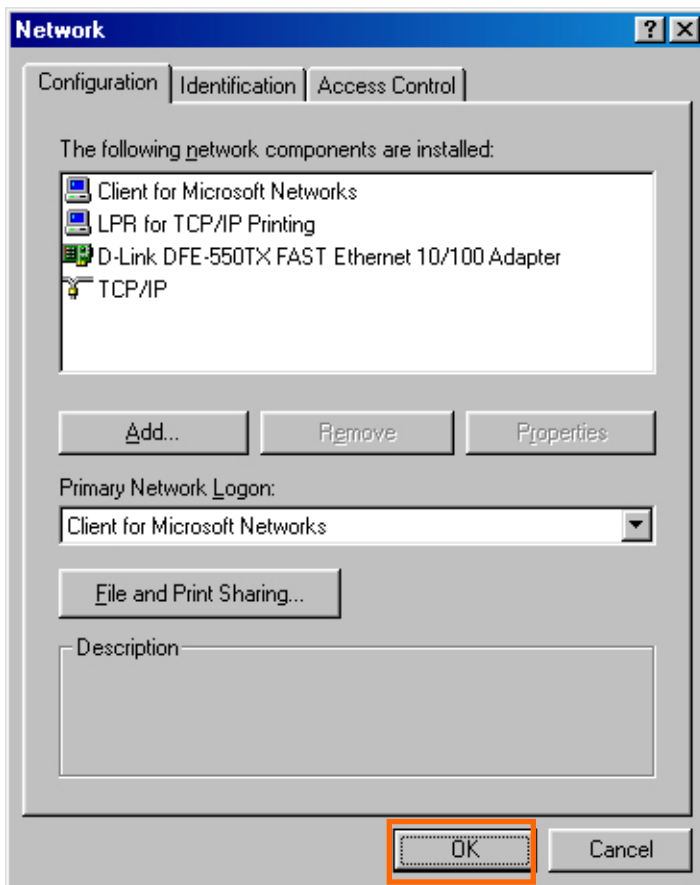 Network
Configuration Identification Access Control
The following network components are installed:
Client for Microsoft Networks
LPR for TCP/IP Printing
D-Link DFE-550TX FAST Ethernet 10/100 Adapter
TCP/IP
Add... Remove Properties
Primary Network Logon:
Client for Microsoft Networks
File and Print Sharing...
Description
OK Cancel